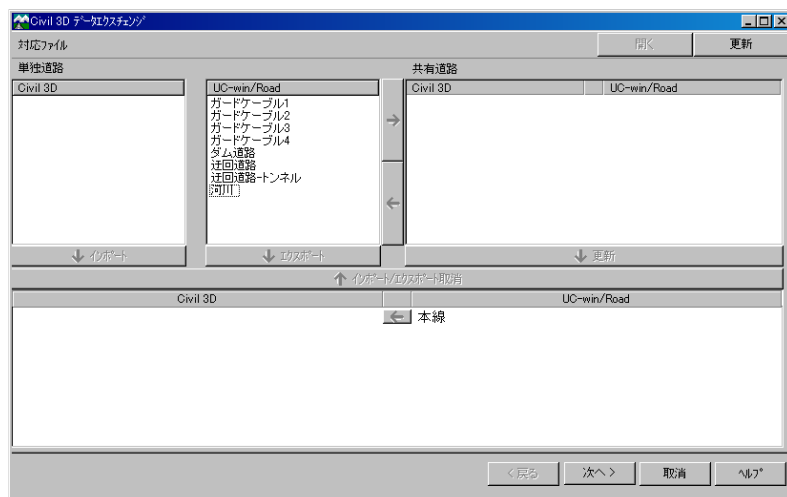 Civil 3D データエクスチェンジ
対応ファイル
開く
更新
単独道路
共有道路
Civil 3D
UC-win/Road
Civil 3D
UC-win/Road
ガードケーブル1
ガードケーブル2
ガードケーブル3
ガードケーブル4
ダム道路
迂回道路
迂回道路-トンネル
河川
インポート
エクスポート
更新
インポート/エクスポート取消
Civil 3D
UC-win/Road
本線
<戻る
次へ>
取消
ヘルプ